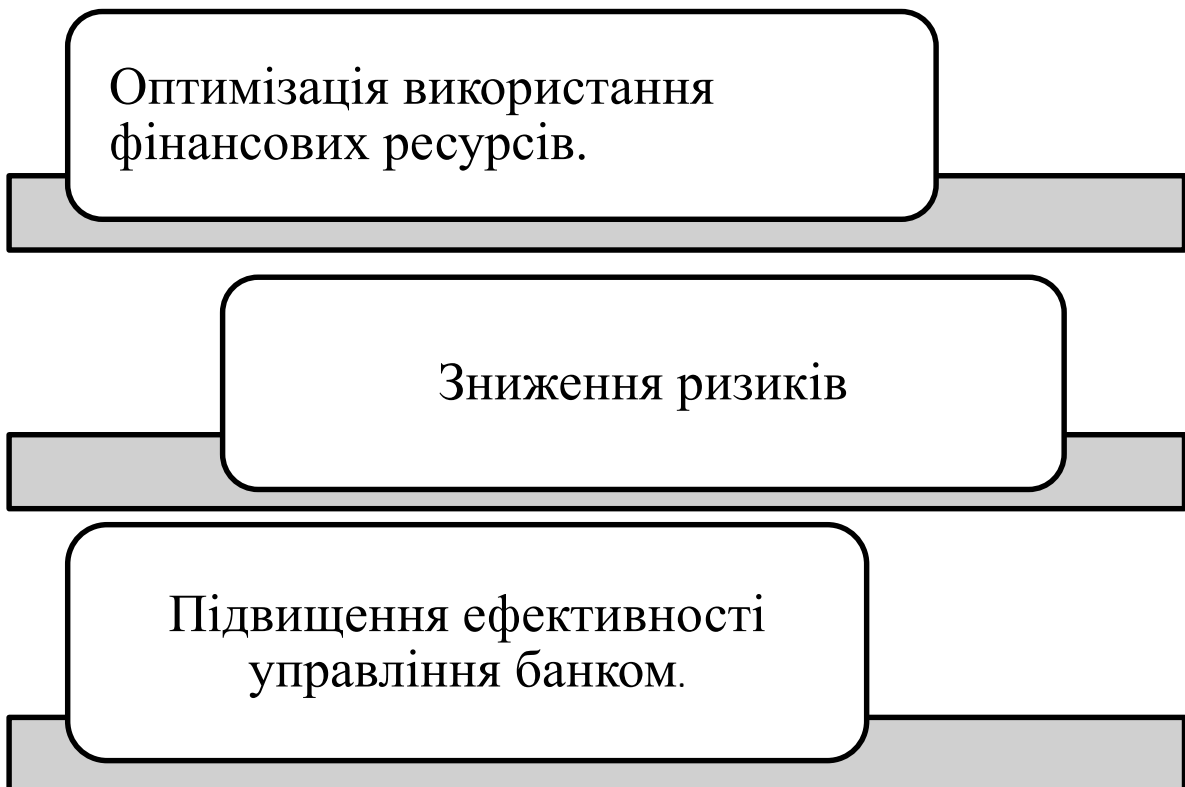 Оптимізація використання
фінансових ресурсів.
Зниження ризиків
Підвищення ефективності
управління банком.